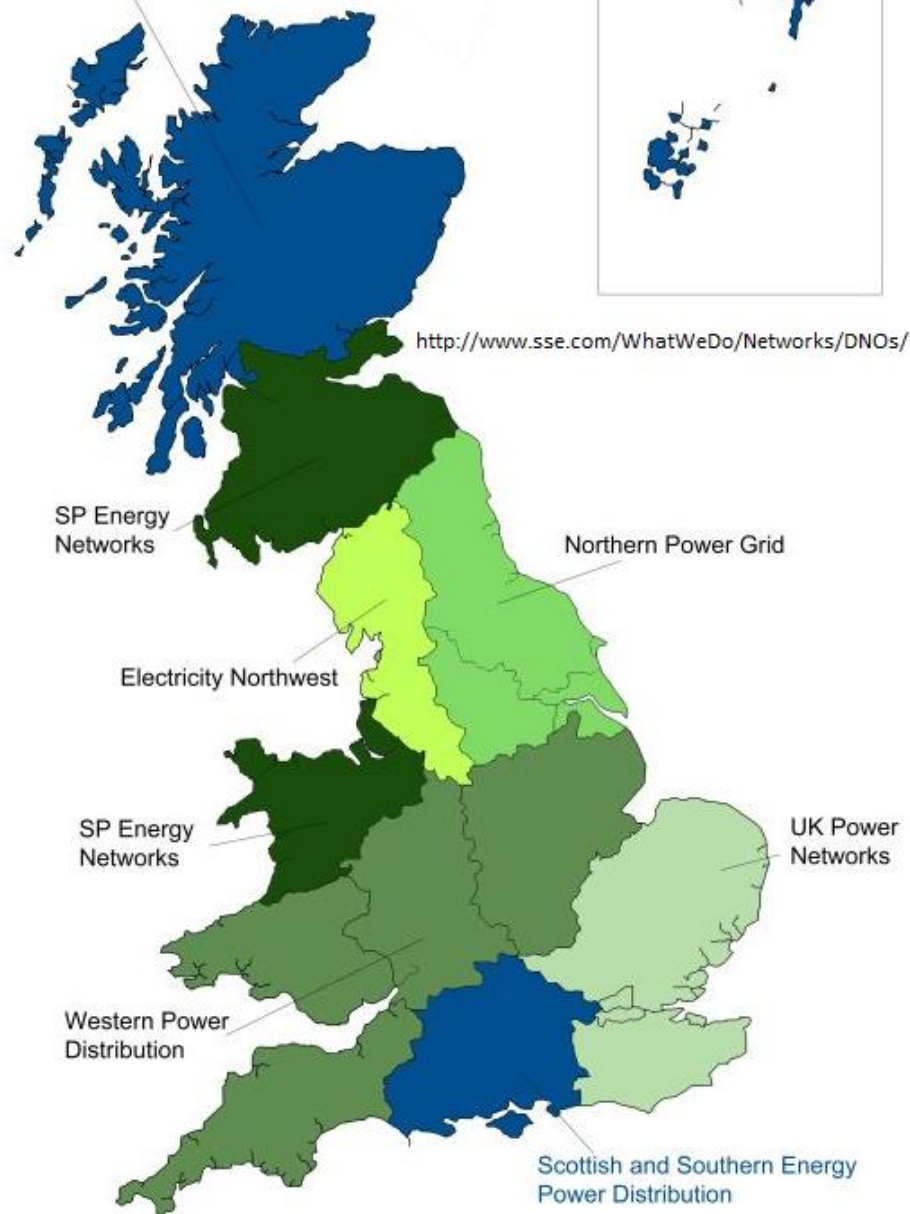 http://www.sse.com/WhatWeDo/Networks/DNOs/
SP Energy
Networks
Northern Power Grid
Electricity Northwest
SP Energy
Networks
UK Power
Networks
Western Power
Distribution
Scottish and Southern Energy
Power Distribution